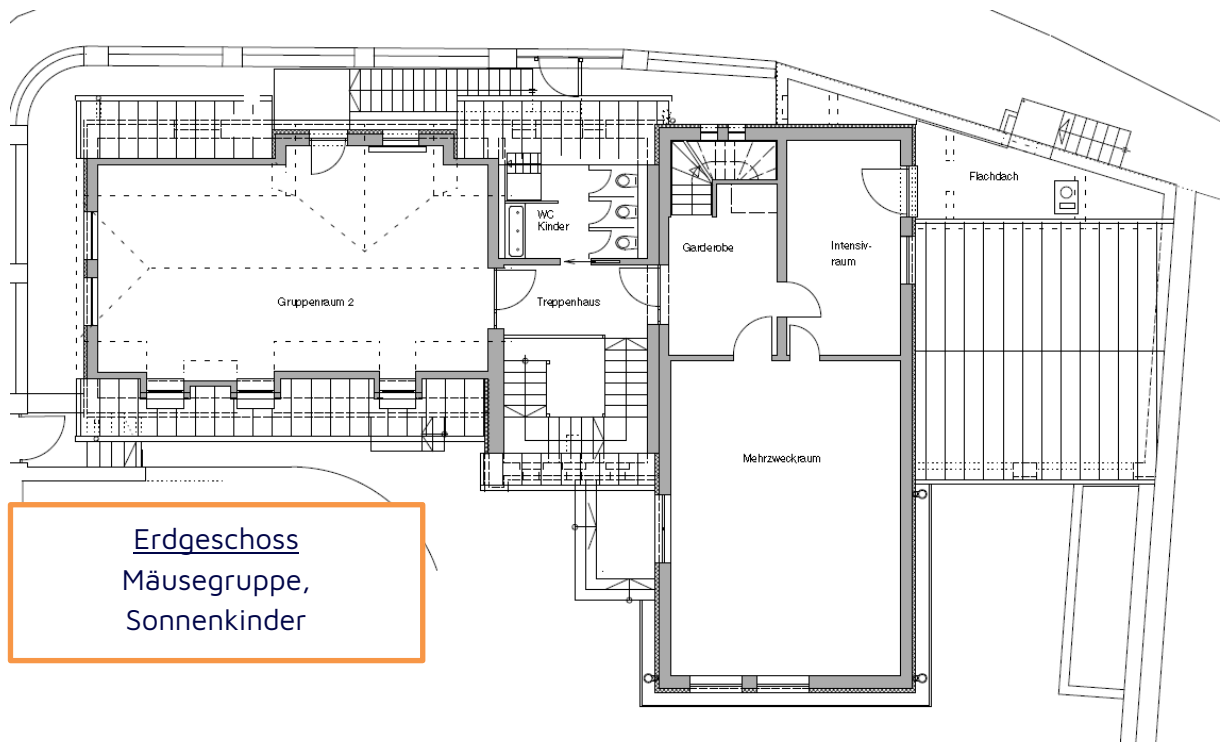 Flachdach
WC
Kinder
Garderobe
Intensiv-
raum
Gruppenraum 2
Treppenhaus
Mehrzweckraum
Erdgeschoss
Mäusegruppe,
Sonnenkinder